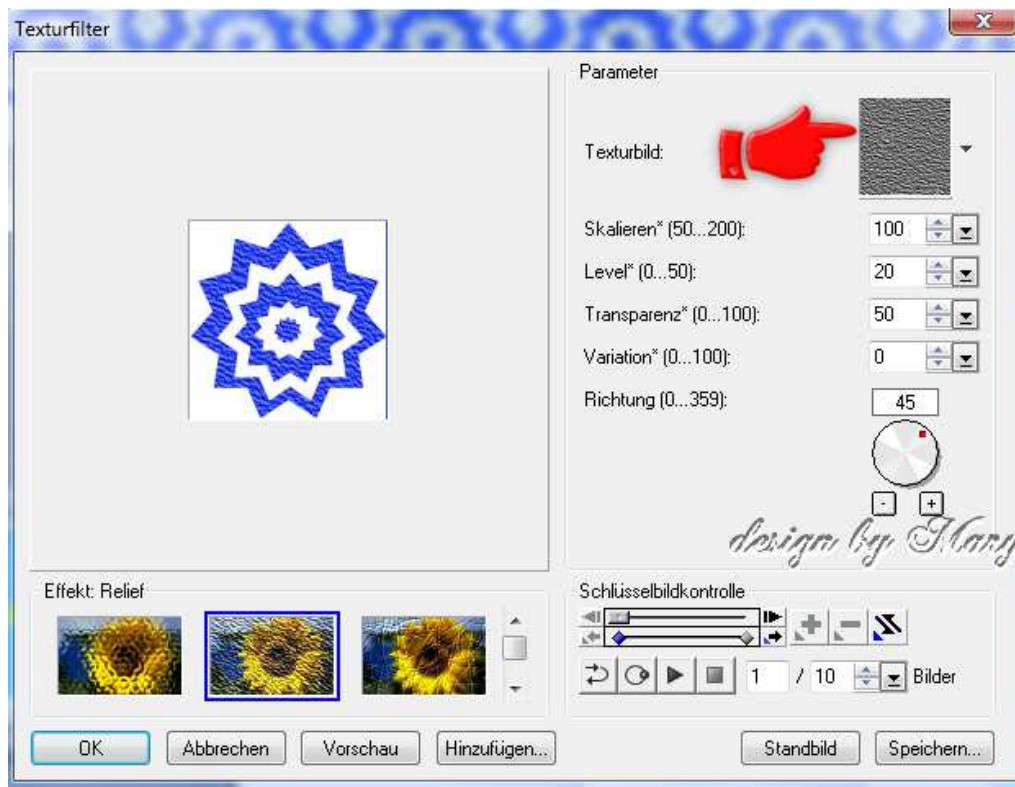 Texturfilter
Parameter
Texturbild:
Skalieren* (50...200): 100
Level* (0...50): 20
Transparenz* (0...100): 50
Variation* (0...100): 0
Richtung (0...359): 45
- +
design by Mary
Effekt: Relief
Schlüsselbildkontrolle
1 / 10 Bilder
OK Abbrechen Vorschau Hinzufügen... Standbild Speichern...